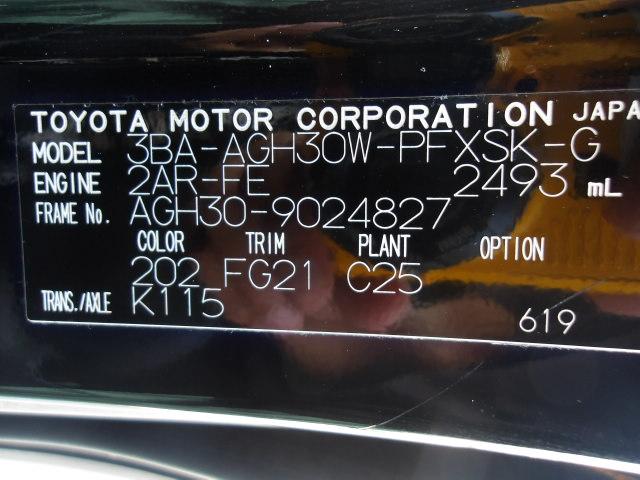 TOYOTA MOTOR CORPORATION JAPA
MODEL 3BA-AGH30W-PFXSK-G
ENGINE 2AR-FE 2493 mL
FRAME No. AGH30-9024827
COLOR TRIM PLANT OPTION
202 FG21 C25
TRANS./AXLE K115
619